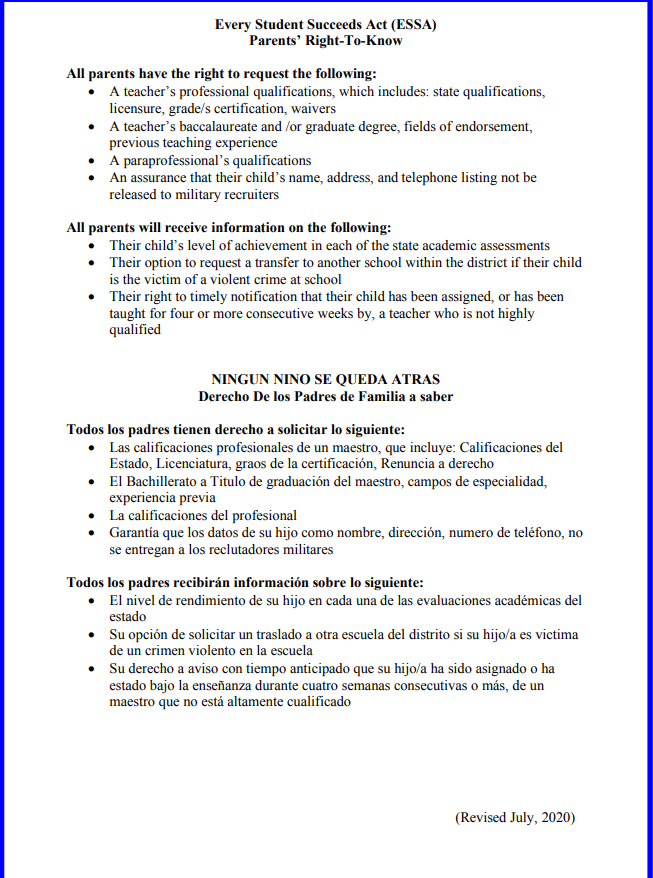 Every Student Succeeds Act (ESSA)
Parents' Right-To-Know
All parents have the right to request the following:
• A teacher's professional qualifications, which includes: state qualifications,
licensure, grade/s certification, waivers
• A teacher's baccalaureate and /or graduate degree, fields of endorsement,
previous teaching experience
• A paraprofessional's qualifications
• An assurance that their child's name, address, and telephone listing not be
released to military recruiters
All parents will receive information on the following:
• Their child's level of achievement in each of the state academic assessments
• Their option to request a transfer to another school within the district if their child
is the victim of a violent crime at school
• Their right to timely notification that their child has been assigned, or has been
taught for four or more consecutive weeks by, a teacher who is not highly
qualified
NINGUN NINO SE QUEDA ATRAS
Derecho De los Padres de Familia a saber
Todos los padres tienen derecho a solicitar lo siguiente:
• Las calificaciones profesionales de un maestro, que incluye: Calificaciones del
Estado, Licenciatura, graos de la certificación, Renuncia a derecho
• El Bachillerato a Titulo de graduación del maestro, campos de especialidad,
experiencia previa
• La calificaciones del profesional
• Garantía que los datos de su hijo como nombre, dirección, numero de teléfono, no
se entregan a los reclutadores militares
Todos los padres recibirán información sobre lo siguiente:
• El nivel de rendimiento de su hijo en cada una de las evaluaciones académicas del
estado
• Su opción de solicitar un traslado a otra escuela del distrito si su hijo/a es victima
de un crimen violento en la escuela
• Su derecho a aviso con tiempo anticipado que su hijo/a ha sido asignado o ha
estado bajo la enseñanza durante cuatro semanas consecutivas o más, de un
maestro que no está altamente cualificado
(Revised July, 2020)